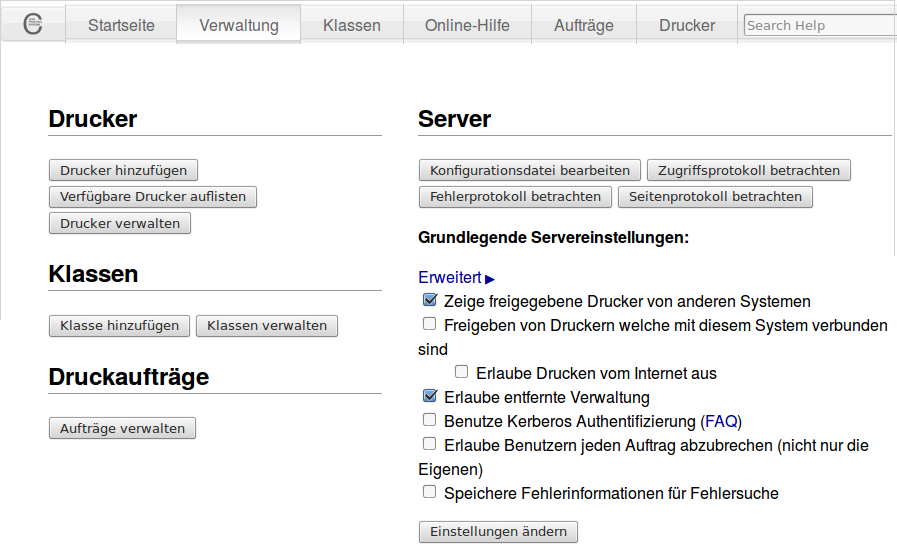 Startseite Verwaltung Klassen Online-Hilfe Aufträge Drucker Search Help
Drucker
Drucker hinzufügen
Verfügbare Drucker auflisten
Drucker verwalten
Klassen
Klasse hinzufügen Klassen verwalten
Druckaufträge
Aufträge verwalten
Server
Konfigurationsdatei bearbeiten Zugriffsprotokoll betrachten
Fehlerprotokoll betrachten Seitenprotokoll betrachten
Grundlegende Servereinstellungen:
Erweitert ▶
Zeige freigegebene Drucker von anderen Systemen
Freigeben von Druckern welche mit diesem System verbunden
sind
Erlaube Drucken vom Internet aus
Erlaube entfernte Verwaltung
Benutze Kerberos Authentifizierung (FAQ)
Erlaube Benutzern jeden Auftrag abzubrechen (nicht nur die
Eigenen)
Speichere Fehlerinformationen für Fehlersuche
Einstellungen ändern